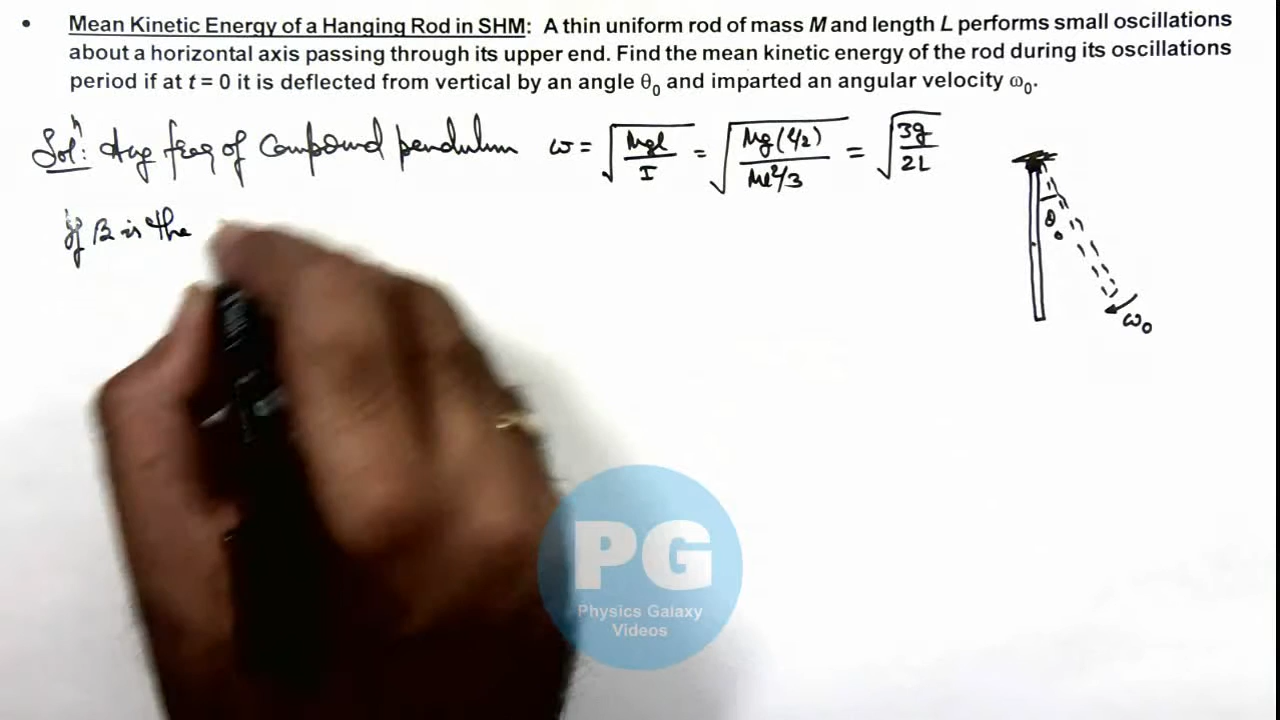 • Mean Kinetic Energy of a Hanging Rod in SHM: A thin uniform rod of mass M and length L performs small oscillations
about a horizontal axis passing through its upper end. Find the mean kinetic energy of the rod during its oscillations
period if at t = 0 it is deflected from vertical by an angle θ₀ and imparted an angular velocity ω₀.
Solⁿ: Ang freq of Compound pendulum ω = √(Mgl/I) = √(Mg(L/2)/(ML²/3)) = √(3g/2L)
θ₀
ω₀
if β is the
PG
Physics Galaxy
Videos